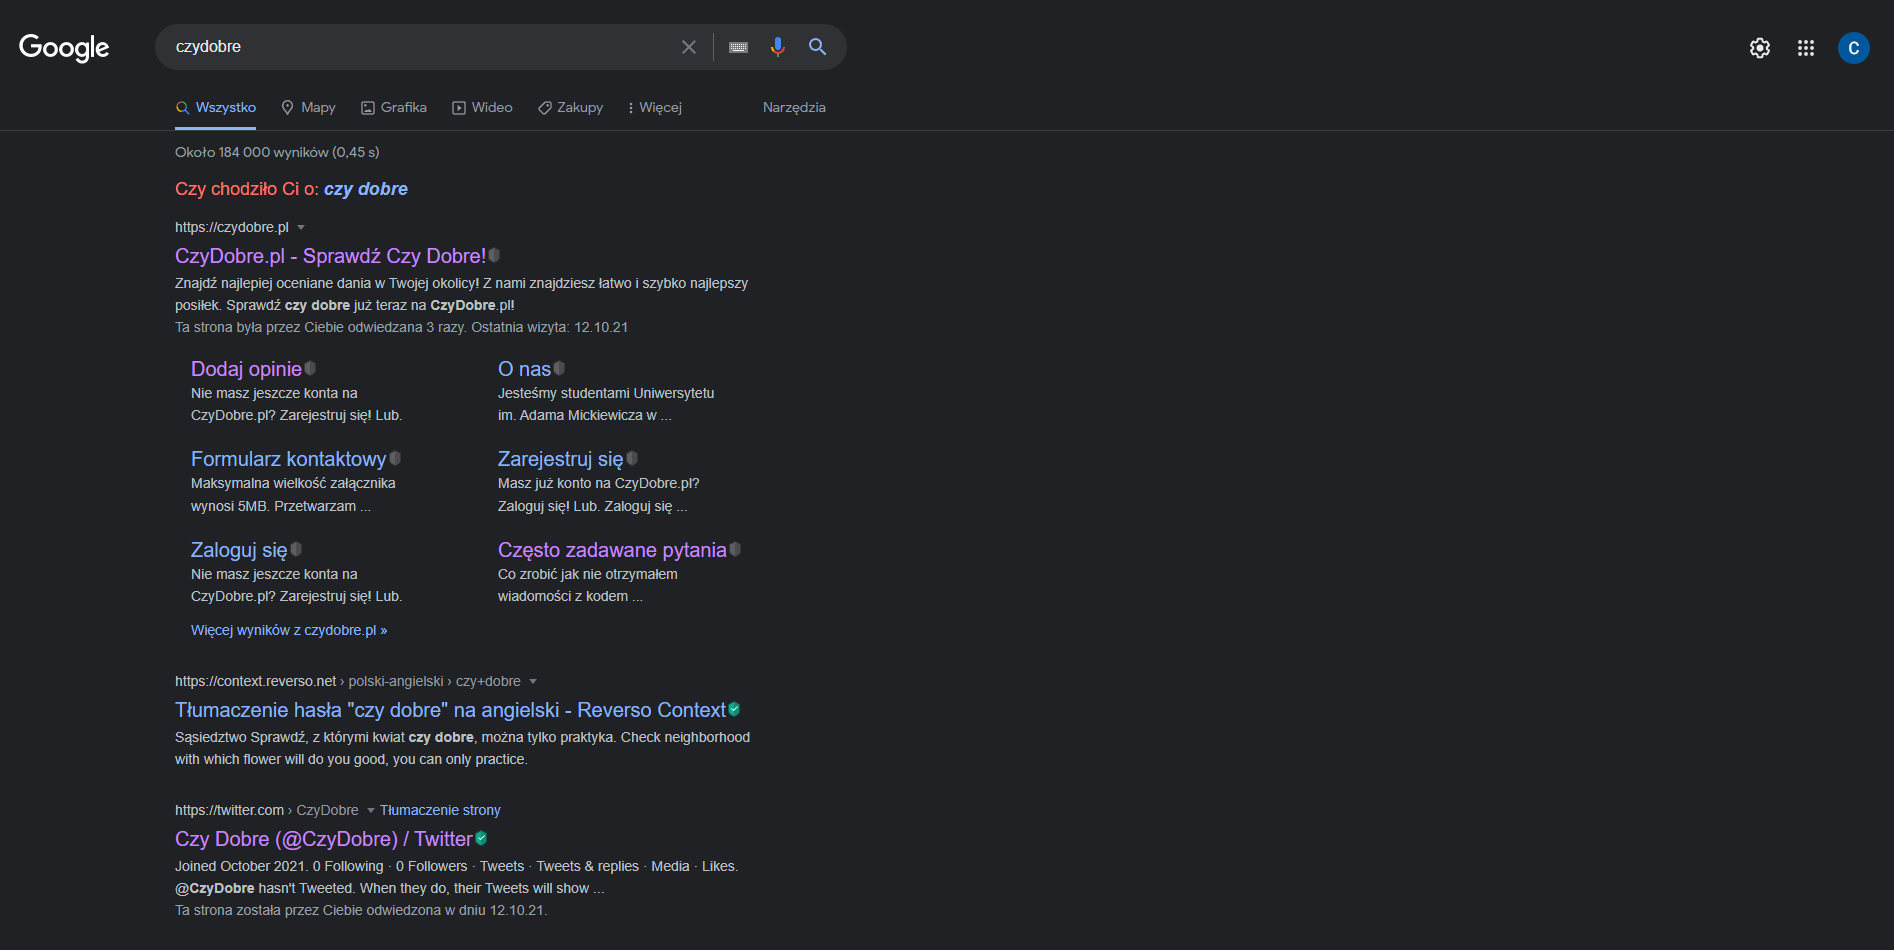 Google
czydobre
C
Wszystko
Mapy
Grafika
Wideo
Zakupy
Więcej
Narzędzia
Około 184 000 wyników (0,45 s)
Czy chodziło Ci o: czy dobre
https://czydobre.pl
CzyDobre.pl - Sprawdź Czy Dobre!
Znajdź najlepiej oceniane dania w Twojej okolicy! Z nami znajdziesz łatwo i szybko najlepszy
posiłek. Sprawdź czy dobre już teraz na CzyDobre.pl!
Ta strona była przez Ciebie odwiedzana 3 razy. Ostatnia wizyta: 12.10.21
Dodaj opinie
Nie masz jeszcze konta na
CzyDobre.pl? Zarejestruj się! Lub.
O nas
Jesteśmy studentami Uniwersytetu
im. Adama Mickiewicza w ...
Formularz kontaktowy
Maksymalna wielkość załącznika
wynosi 5MB. Przetwarzam ...
Zarejestruj się
Masz już konto na CzyDobre.pl?
Zaloguj się! Lub. Zaloguj się ...
Zaloguj się
Nie masz jeszcze konta na
CzyDobre.pl? Zarejestruj się! Lub.
Często zadawane pytania
Co zrobić jak nie otrzymałem
wiadomości z kodem ...
Więcej wyników z czydobre.pl »
https://context.reverso.net › polski-angielski › czy+dobre
Tłumaczenie hasła "czy dobre" na angielski - Reverso Context
Sąsiedztwo Sprawdź, z którymi kwiat czy dobre, można tylko praktyka. Check neighborhood
with which flower will do you good, you can only practice.
https://twitter.com › CzyDobre Tłumaczenie strony
Czy Dobre (@CzyDobre) / Twitter
Joined October 2021. 0 Following · 0 Followers · Tweets · Tweets & replies · Media · Likes.
@CzyDobre hasn't Tweeted. When they do, their Tweets will show ...
Ta strona została przez Ciebie odwiedzona w dniu 12.10.21.